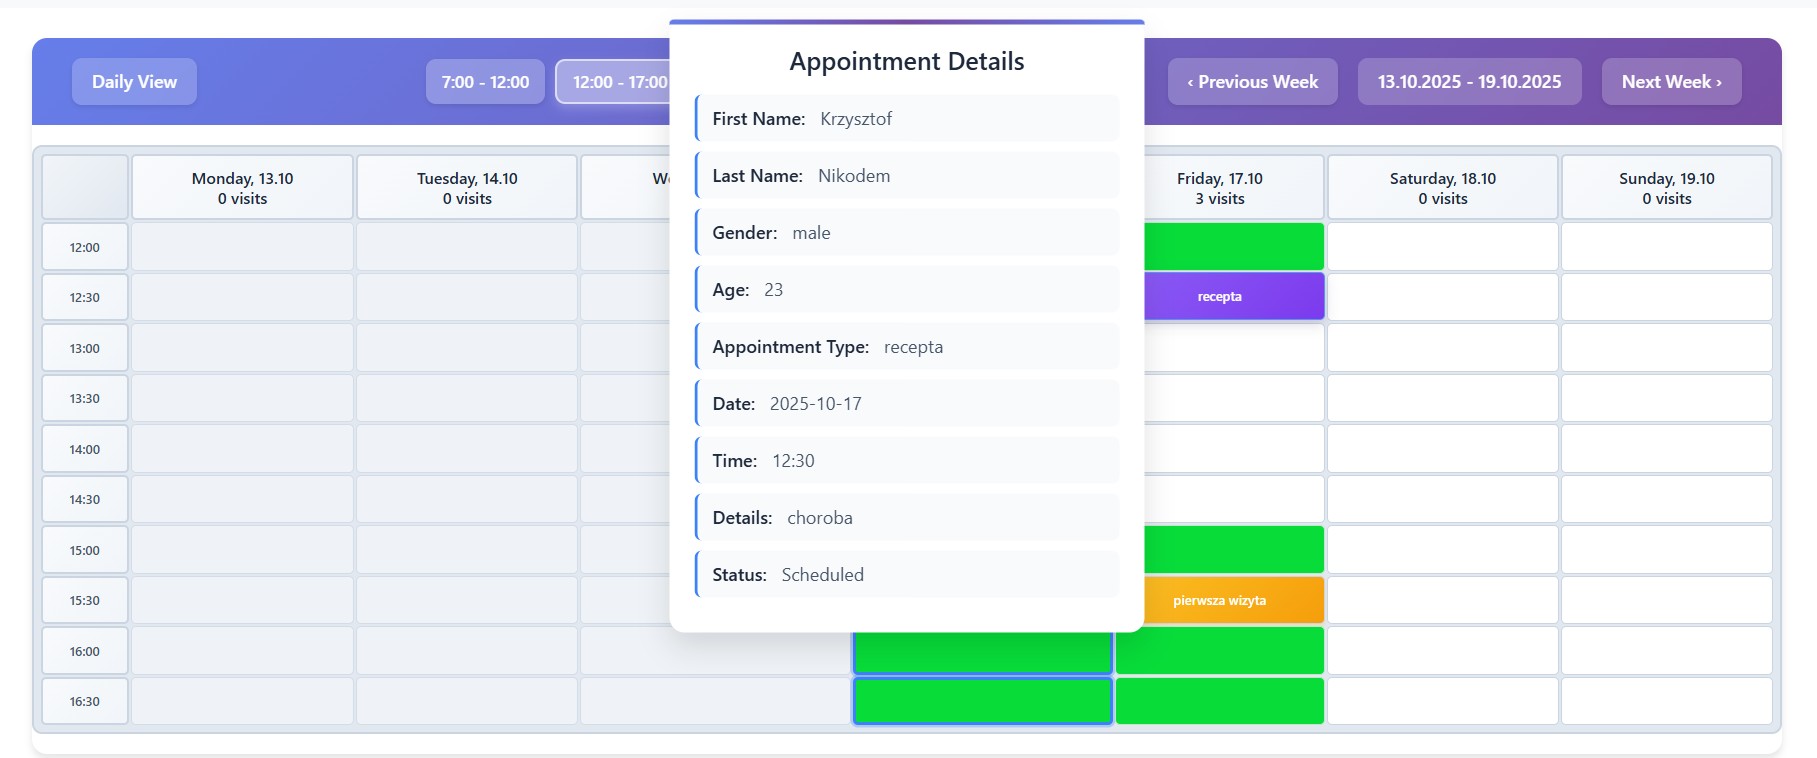 Daily View
7:00 - 12:00
12:00 - 17:00
‹ Previous Week
13.10.2025 - 19.10.2025
Next Week ›
Appointment Details
First Name: Krzysztof
Last Name: Nikodem
Gender: male
Age: 23
Appointment Type: recepta
Date: 2025-10-17
Time: 12:30
Details: choroba
Status: Scheduled
Monday, 13.10
0 visits
Tuesday, 14.10
0 visits
Friday, 17.10
3 visits
Saturday, 18.10
0 visits
Sunday, 19.10
0 visits
12:00
12:30
recepta
13:00
13:30
14:00
14:30
15:00
15:30
pierwsza wizyta
16:00
16:30